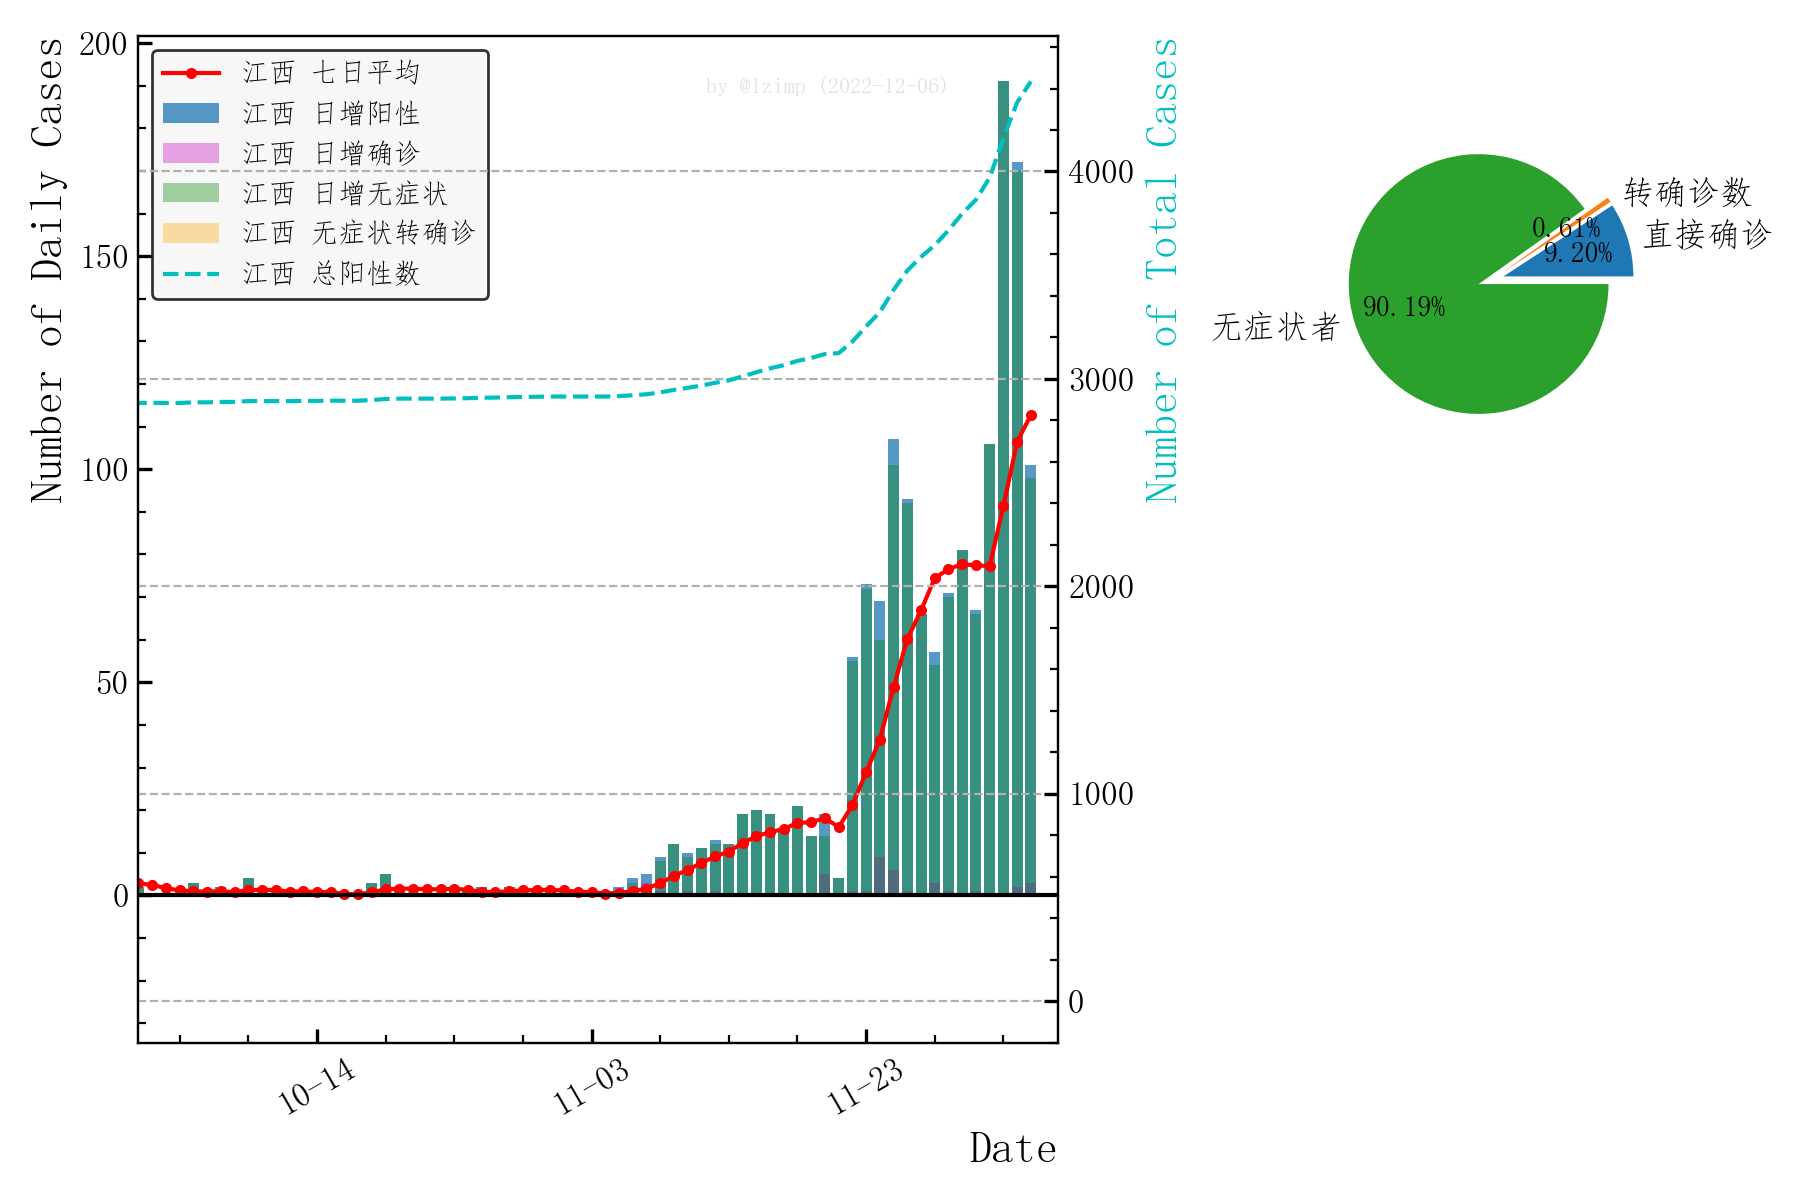 Number of Daily Cases
200
150
100
50
0
江西 七日平均
江西 日增阳性
江西 日增确诊
江西 日增无症状
江西 无症状转确诊
江西 总阳性数
by @lzimp (2022-12-06)
4000
3000
2000
1000
0
Number of Total Cases
10-14
11-03
11-23
Date
转确诊数
0.61%
直接确诊
9.20%
90.19%
无症状者